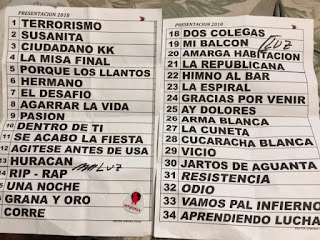 PRESENTACION 2018
1 TERRORISMO
2 SUSANITA
3 CIUDADANO KK
4 LA MISA FINAL
5 PORQUE LOS LLANTOS
6 HERMANO
7 EL DESAFIO
8 AGARRAR LA VIDA
9 PASION
10 DENTRO DE TI
11 SE ACABO LA FIESTA
12 AGITESE ANTES DE USA
13 HURACAN
14 RIP - RAP LUZ
15 UNA NOCHE
GRANA Y ORO
CORRE
PRESENTACION 2018
18 DOS COLEGAS
19 MI BALCON LUZ
20 AMARGA HABITACION
21 LA REPUBLICANA
22 HIMNO AL BAR
23 LA ESPIRAL
24 GRACIAS POR VENIR
25 AY DOLORES
26 ARMA BLANCA
27 LA CUNETA
28 CUCARACHA BLANCA
29 VICIO
30 JARTOS DE AGUANTA
31 RESISTENCIA
32 ODIO
33 VAMOS PAL INFIERNO
34 APRENDIENDO LUCHA